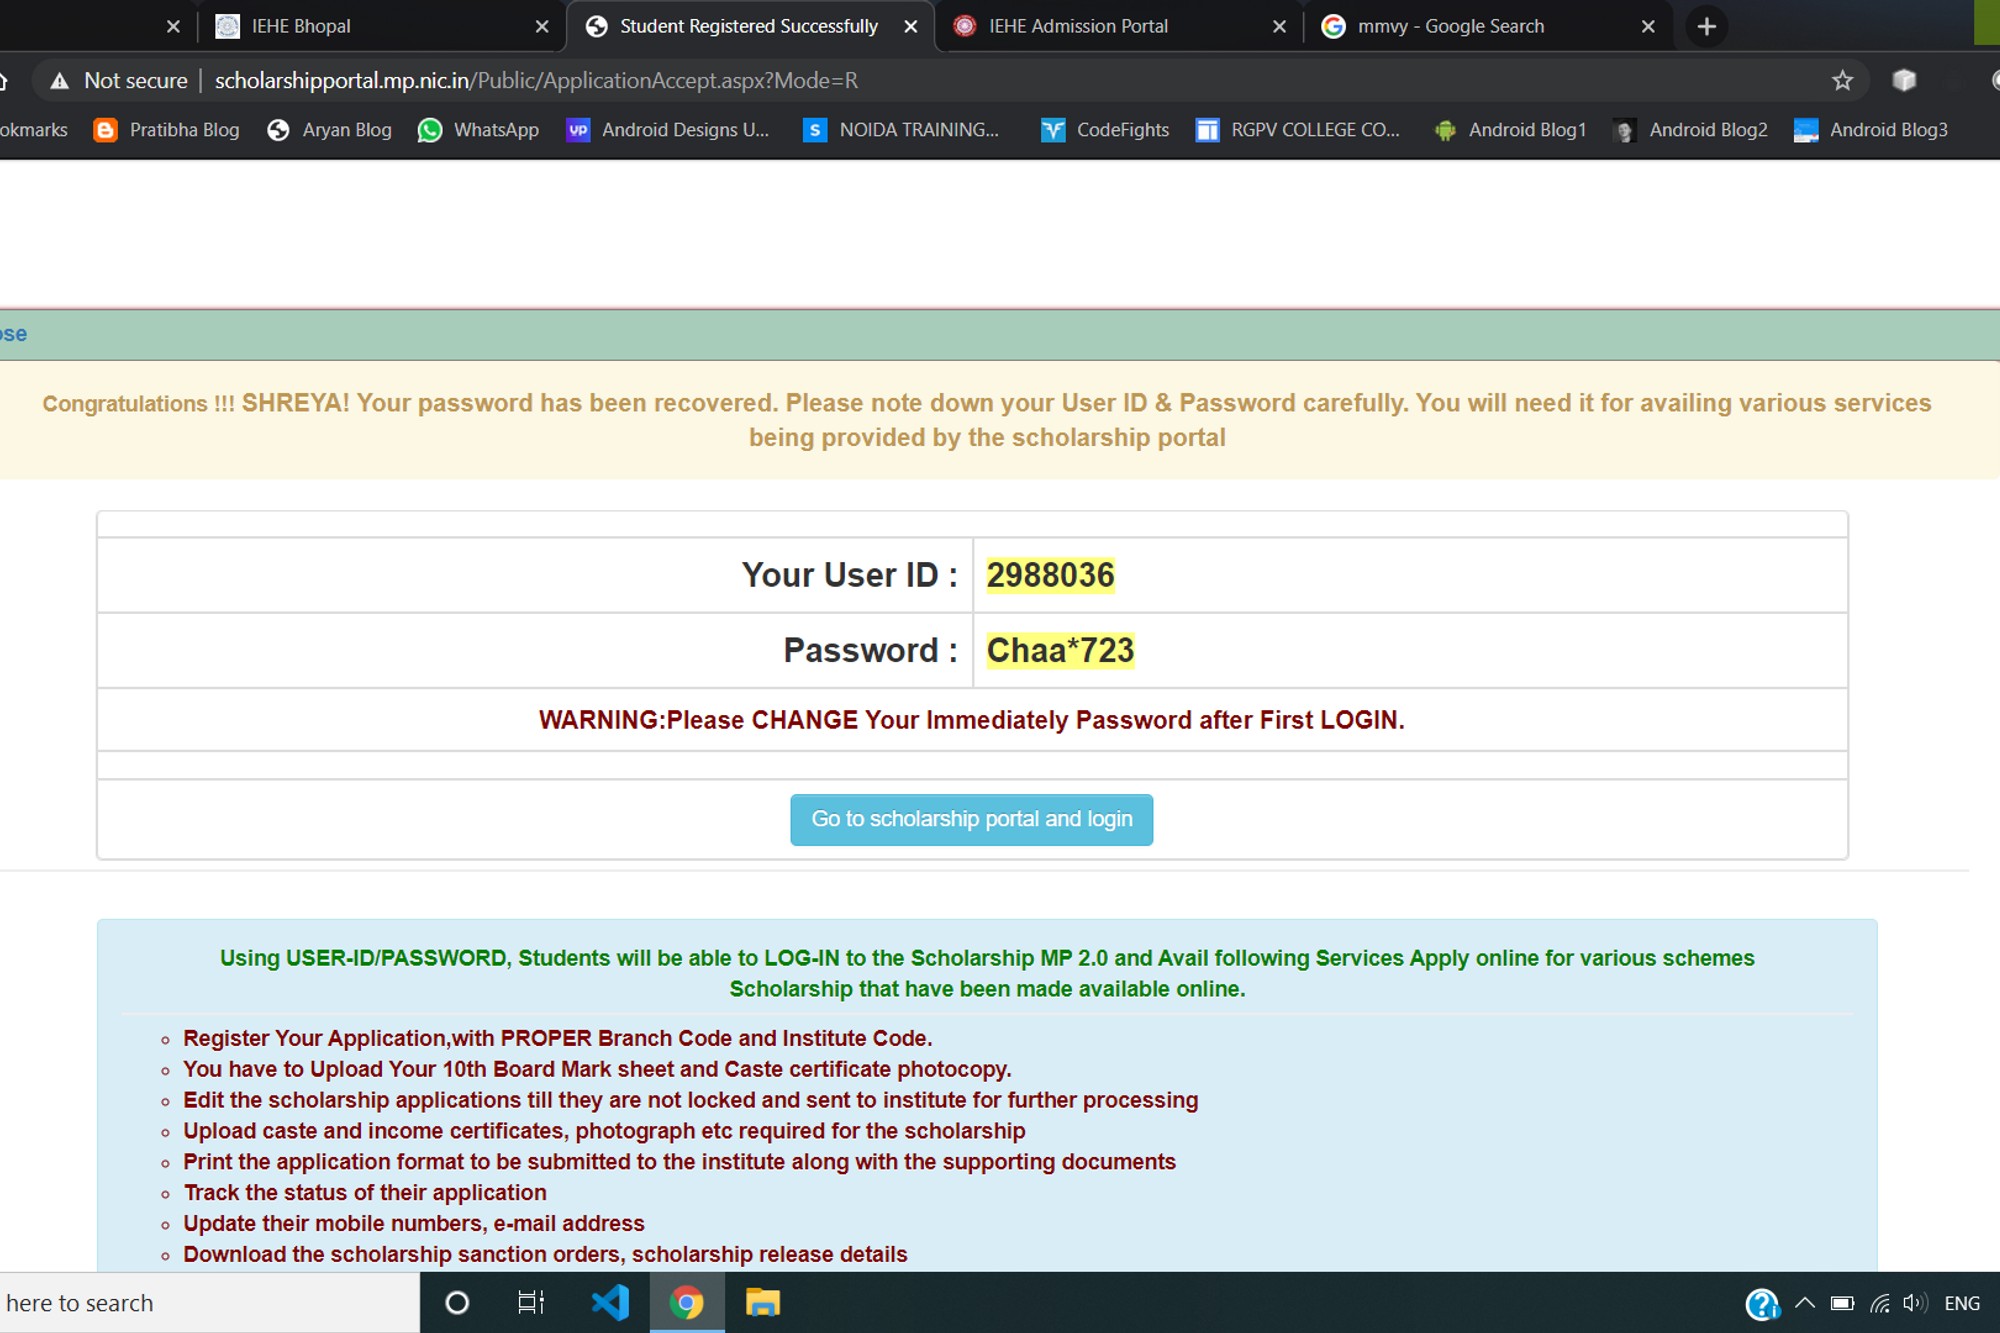 IEHE Bhopal
Student Registered Successfully
IEHE Admission Portal
mmvy - Google Search
Not secure | scholarshipportal.mp.nic.in/Public/ApplicationAccept.aspx?Mode=R
okmarks
Pratibha Blog
Aryan Blog
WhatsApp
UP
Android Designs U...
S
NOIDA TRAINING...
CodeFights
RGPV COLLEGE CO...
Android Blog1
Android Blog2
Android Blog3
ose
Congratulations !!! SHREYA! Your password has been recovered. Please note down your User ID & Password carefully. You will need it for availing various services
being provided by the scholarship portal
Your User ID : 2988036
Password : Chaa*723
WARNING:Please CHANGE Your Immediately Password after First LOGIN.
Go to scholarship portal and login
Using USER-ID/PASSWORD, Students will be able to LOG-IN to the Scholarship MP 2.0 and Avail following Services Apply online for various schemes
Scholarship that have been made available online.
Register Your Application,with PROPER Branch Code and Institute Code.
You have to Upload Your 10th Board Mark sheet and Caste certificate photocopy.
Edit the scholarship applications till they are not locked and sent to institute for further processing
Upload caste and income certificates, photograph etc required for the scholarship
Print the application format to be submitted to the institute along with the supporting documents
Track the status of their application
Update their mobile numbers, e-mail address
Download the scholarship sanction orders, scholarship release details
here to search
ENG